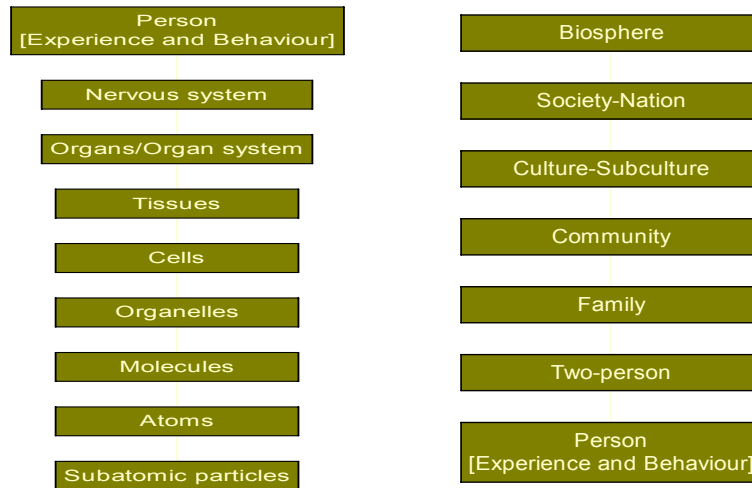 Person
[Experience and Behaviour]
Nervous system
Organs/Organ system
Tissues
Cells
Organelles
Molecules
Atoms
Subatomic particles
Biosphere
Society-Nation
Culture-Subculture
Community
Family
Two-person
Person
[Experience and Behaviour]